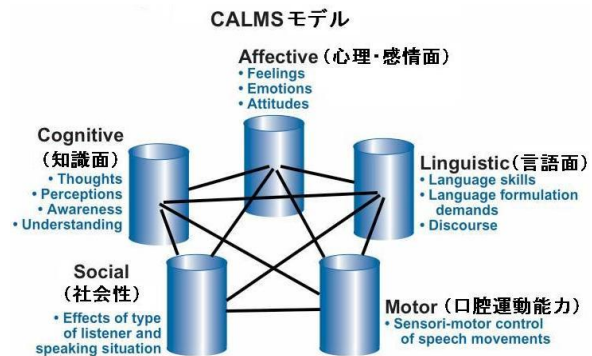 CALMSモデル
Affective（心理・感情面）
• Feelings
• Emotions
• Attitudes
Cognitive
（知識面）
• Thoughts
• Perceptions
• Awareness
• Understanding
Linguistic（言語面）
• Language skills
• Language formulation
demands
• Discourse
Social
（社会性）
• Effects of type
of listener and
speaking situation
Motor（口腔運動能力）
• Sensori-motor control
of speech movements